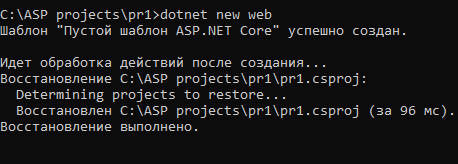 C:\ASP projects\pr1>dotnet new web
Шаблон "Пустой шаблон ASP.NET Core" успешно создан.
Идет обработка действий после создания...
Восстановление C:\ASP projects\pr1\pr1.csproj:
Determining projects to restore...
Восстановлен C:\ASP projects\pr1\pr1.csproj (за 96 мс).
Восстановление выполнено.